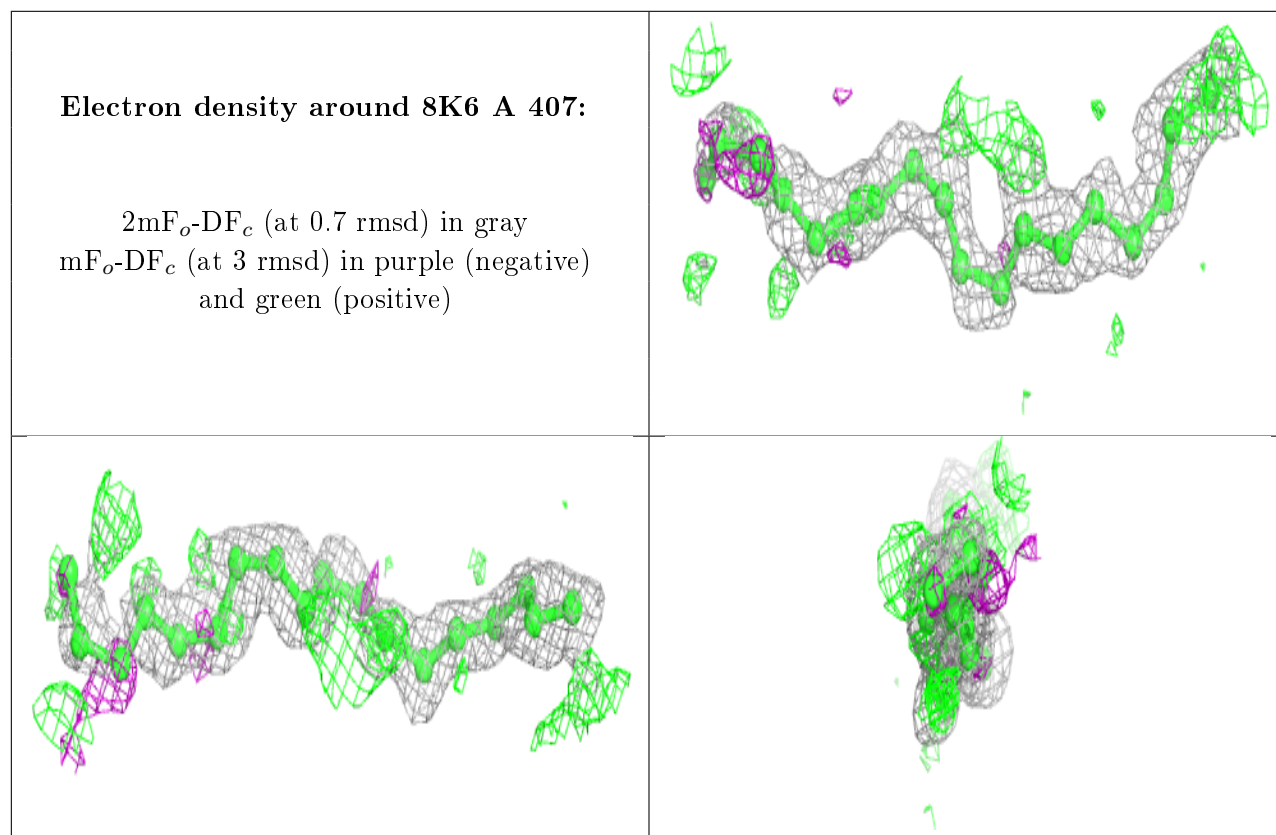 Electron density around 8K6 A 407:
2mFo-DFc (at 0.7 rmsd) in gray
mFo-DFc (at 3 rmsd) in purple (negative)
and green (positive)